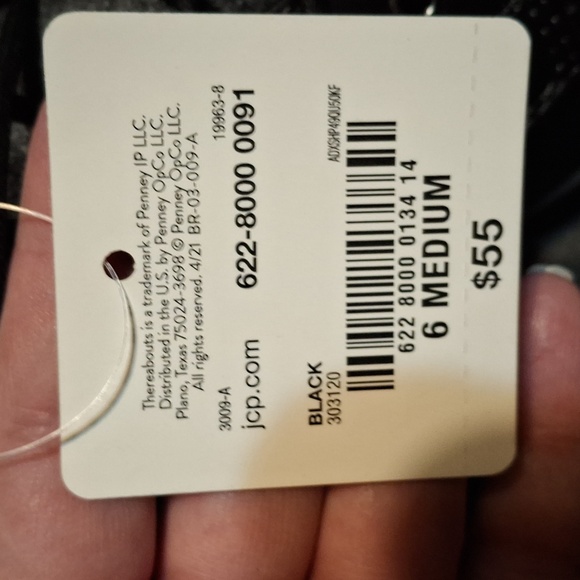 Thereabouts is a trademark of Penney IP LLC.
Distributed in the U.S. by Penney OpCo LLC.
Plano, Texas 75024-3698 © Penney OpCo LLC.
All rights reserved. 4/21 BR-03-009-A
3009-A 19963-8
jcp.com 622-8000 0091
BLACK
303120
622 8000 0134 14
6 MEDIUM
$55